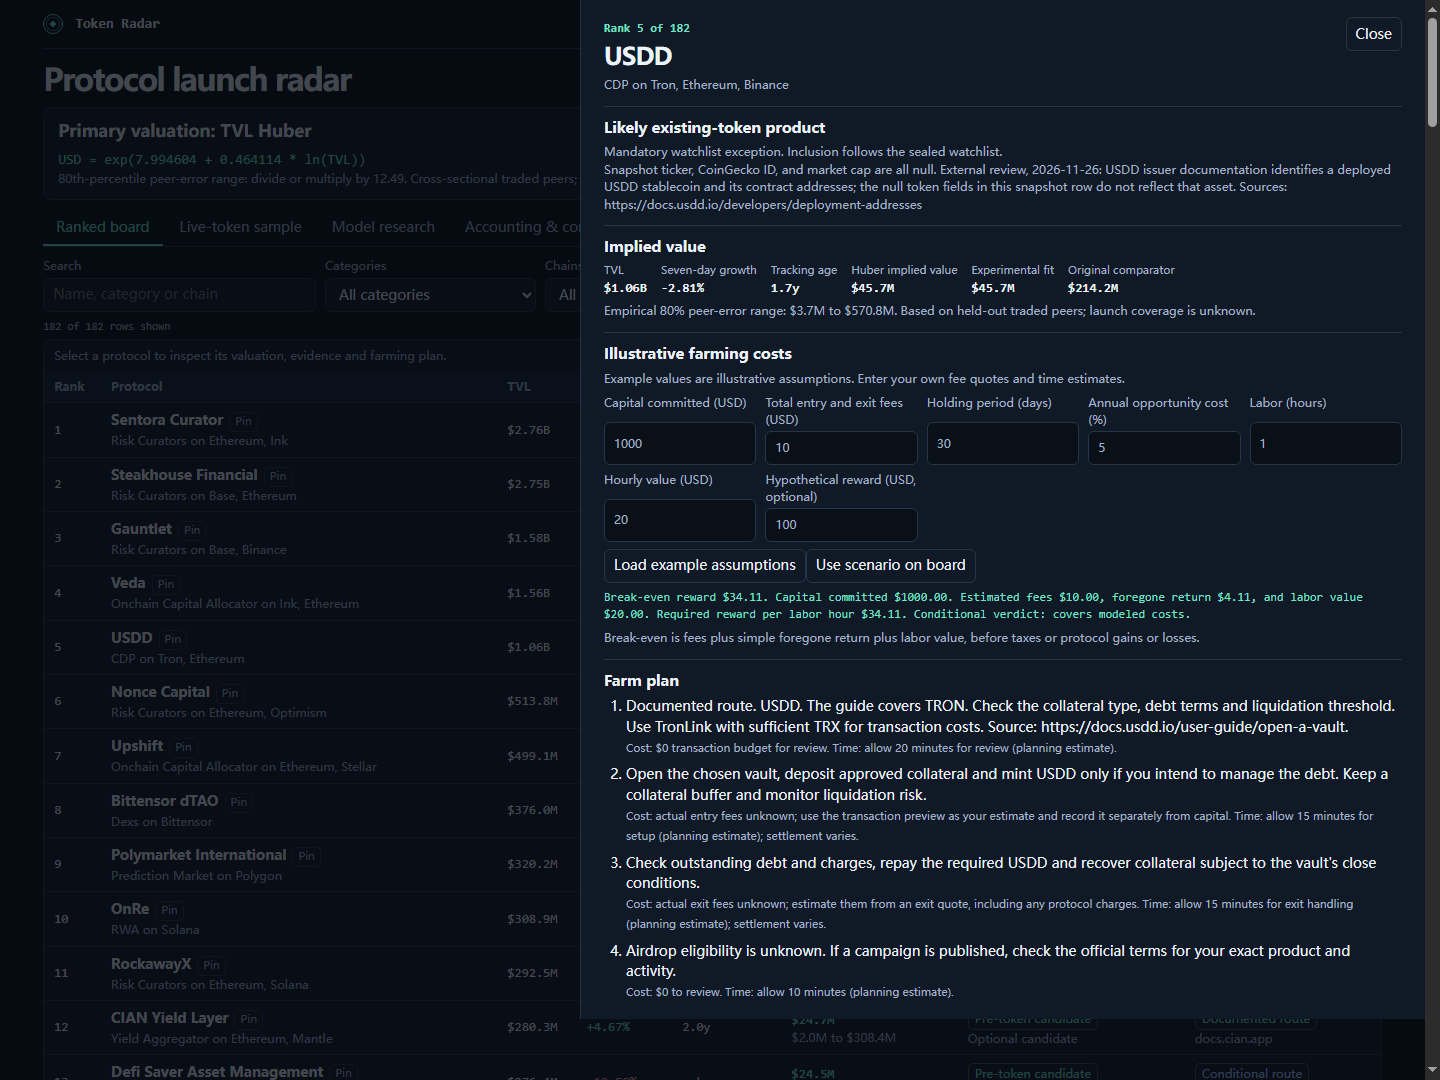 Token Radar
Protocol launch radar
Primary valuation: TVL Huber
USD = exp(7.994604 + 0.464114 * ln(TVL))
80th-percentile peer-error range: divide or multiply by 12.49. Cross-sectional traded peers;
Ranked board
Live-token sample
Model research
Accounting & co
Search
Categories
Chains
Name, category or chain
All categories
All
182 of 182 rows shown
Select a protocol to inspect its valuation, evidence and farming plan.
Rank Protocol TVL
1 Sentora Curator Pin $2.76B
Risk Curators on Ethereum, Ink
2 Steakhouse Financial Pin $2.75B
Risk Curators on Base, Ethereum
3 Gauntlet Pin $1.58B
Risk Curators on Base, Binance
4 Veda Pin $1.56B
Onchain Capital Allocator on Ink, Ethereum
5 USDD Pin $1.06B
CDP on Tron, Ethereum
6 Nonce Capital Pin $513.8M
Risk Curators on Ethereum, Optimism
7 Upshift Pin $499.1M
Onchain Capital Allocator on Ethereum, Stellar
8 Bittensor dTAO Pin $376.0M
Dexs on Bittensor
9 Polymarket International Pin $320.2M
Prediction Market on Polygon
10 OnRe Pin $308.9M
RWA on Solana
11 RockawayX Pin $292.5M
Risk Curators on Ethereum, Solana
12 CIAN Yield Layer Pin $280.3M +4.67% 2.0y $24.7M Pre-token candidate Documented route
Yield Aggregator on Ethereum, Mantle $2.0M to $308.4M Optional candidate docs.cian.app
Defi Saver Asset Management Pin $24.5M Pre-token candidate Conditional route
Rank 5 of 182
Close
USDD
CDP on Tron, Ethereum, Binance
Likely existing-token product
Mandatory watchlist exception. Inclusion follows the sealed watchlist.
Snapshot ticker, CoinGecko ID, and market cap are all null. External review, 2026-11-26: USDD issuer documentation identifies a deployed
USDD stablecoin and its contract addresses; the null token fields in this snapshot row do not reflect that asset. Sources:
https://docs.usdd.io/developers/deployment-addresses
Implied value
TVL Seven-day growth Tracking age Huber implied value Experimental fit Original comparator
$1.06B -2.81% 1.7y $45.7M $45.7M $214.2M
Empirical 80% peer-error range: $3.7M to $570.8M. Based on held-out traded peers; launch coverage is unknown.
Illustrative farming costs
Example values are illustrative assumptions. Enter your own fee quotes and time estimates.
Capital committed (USD)
1000
Total entry and exit fees
(USD)
10
Holding period (days)
30
Annual opportunity cost
(%)
5
Labor (hours)
1
Hourly value (USD)
20
Hypothetical reward (USD,
optional)
100
Load example assumptions
Use scenario on board
Break-even reward $34.11. Capital committed $1000.00. Estimated fees $10.00, foregone return $4.11, and labor value
$20.00. Required reward per labor hour $34.11. Conditional verdict: covers modeled costs.
Break-even is fees plus simple foregone return plus labor value, before taxes or protocol gains or losses.
Farm plan
1. Documented route. USDD. The guide covers TRON. Check the collateral type, debt terms and liquidation threshold.
Use TronLink with sufficient TRX for transaction costs. Source: https://docs.usdd.io/user-guide/open-a-vault.
Cost: $0 transaction budget for review. Time: allow 20 minutes for review (planning estimate).
2. Open the chosen vault, deposit approved collateral and mint USDD only if you intend to manage the debt. Keep a
collateral buffer and monitor liquidation risk.
Cost: actual entry fees unknown; use the transaction preview as your estimate and record it separately from capital. Time: allow 15 minutes for
setup (planning estimate); settlement varies.
3. Check outstanding debt and charges, repay the required USDD and recover collateral subject to the vault's close
conditions.
Cost: actual exit fees unknown; estimate them from an exit quote, including any protocol charges. Time: allow 15 minutes for exit handling
(planning estimate); settlement varies.
4. Airdrop eligibility is unknown. If a campaign is published, check the official terms for your exact product and
activity.
Cost: $0 to review. Time: allow 10 minutes (planning estimate).